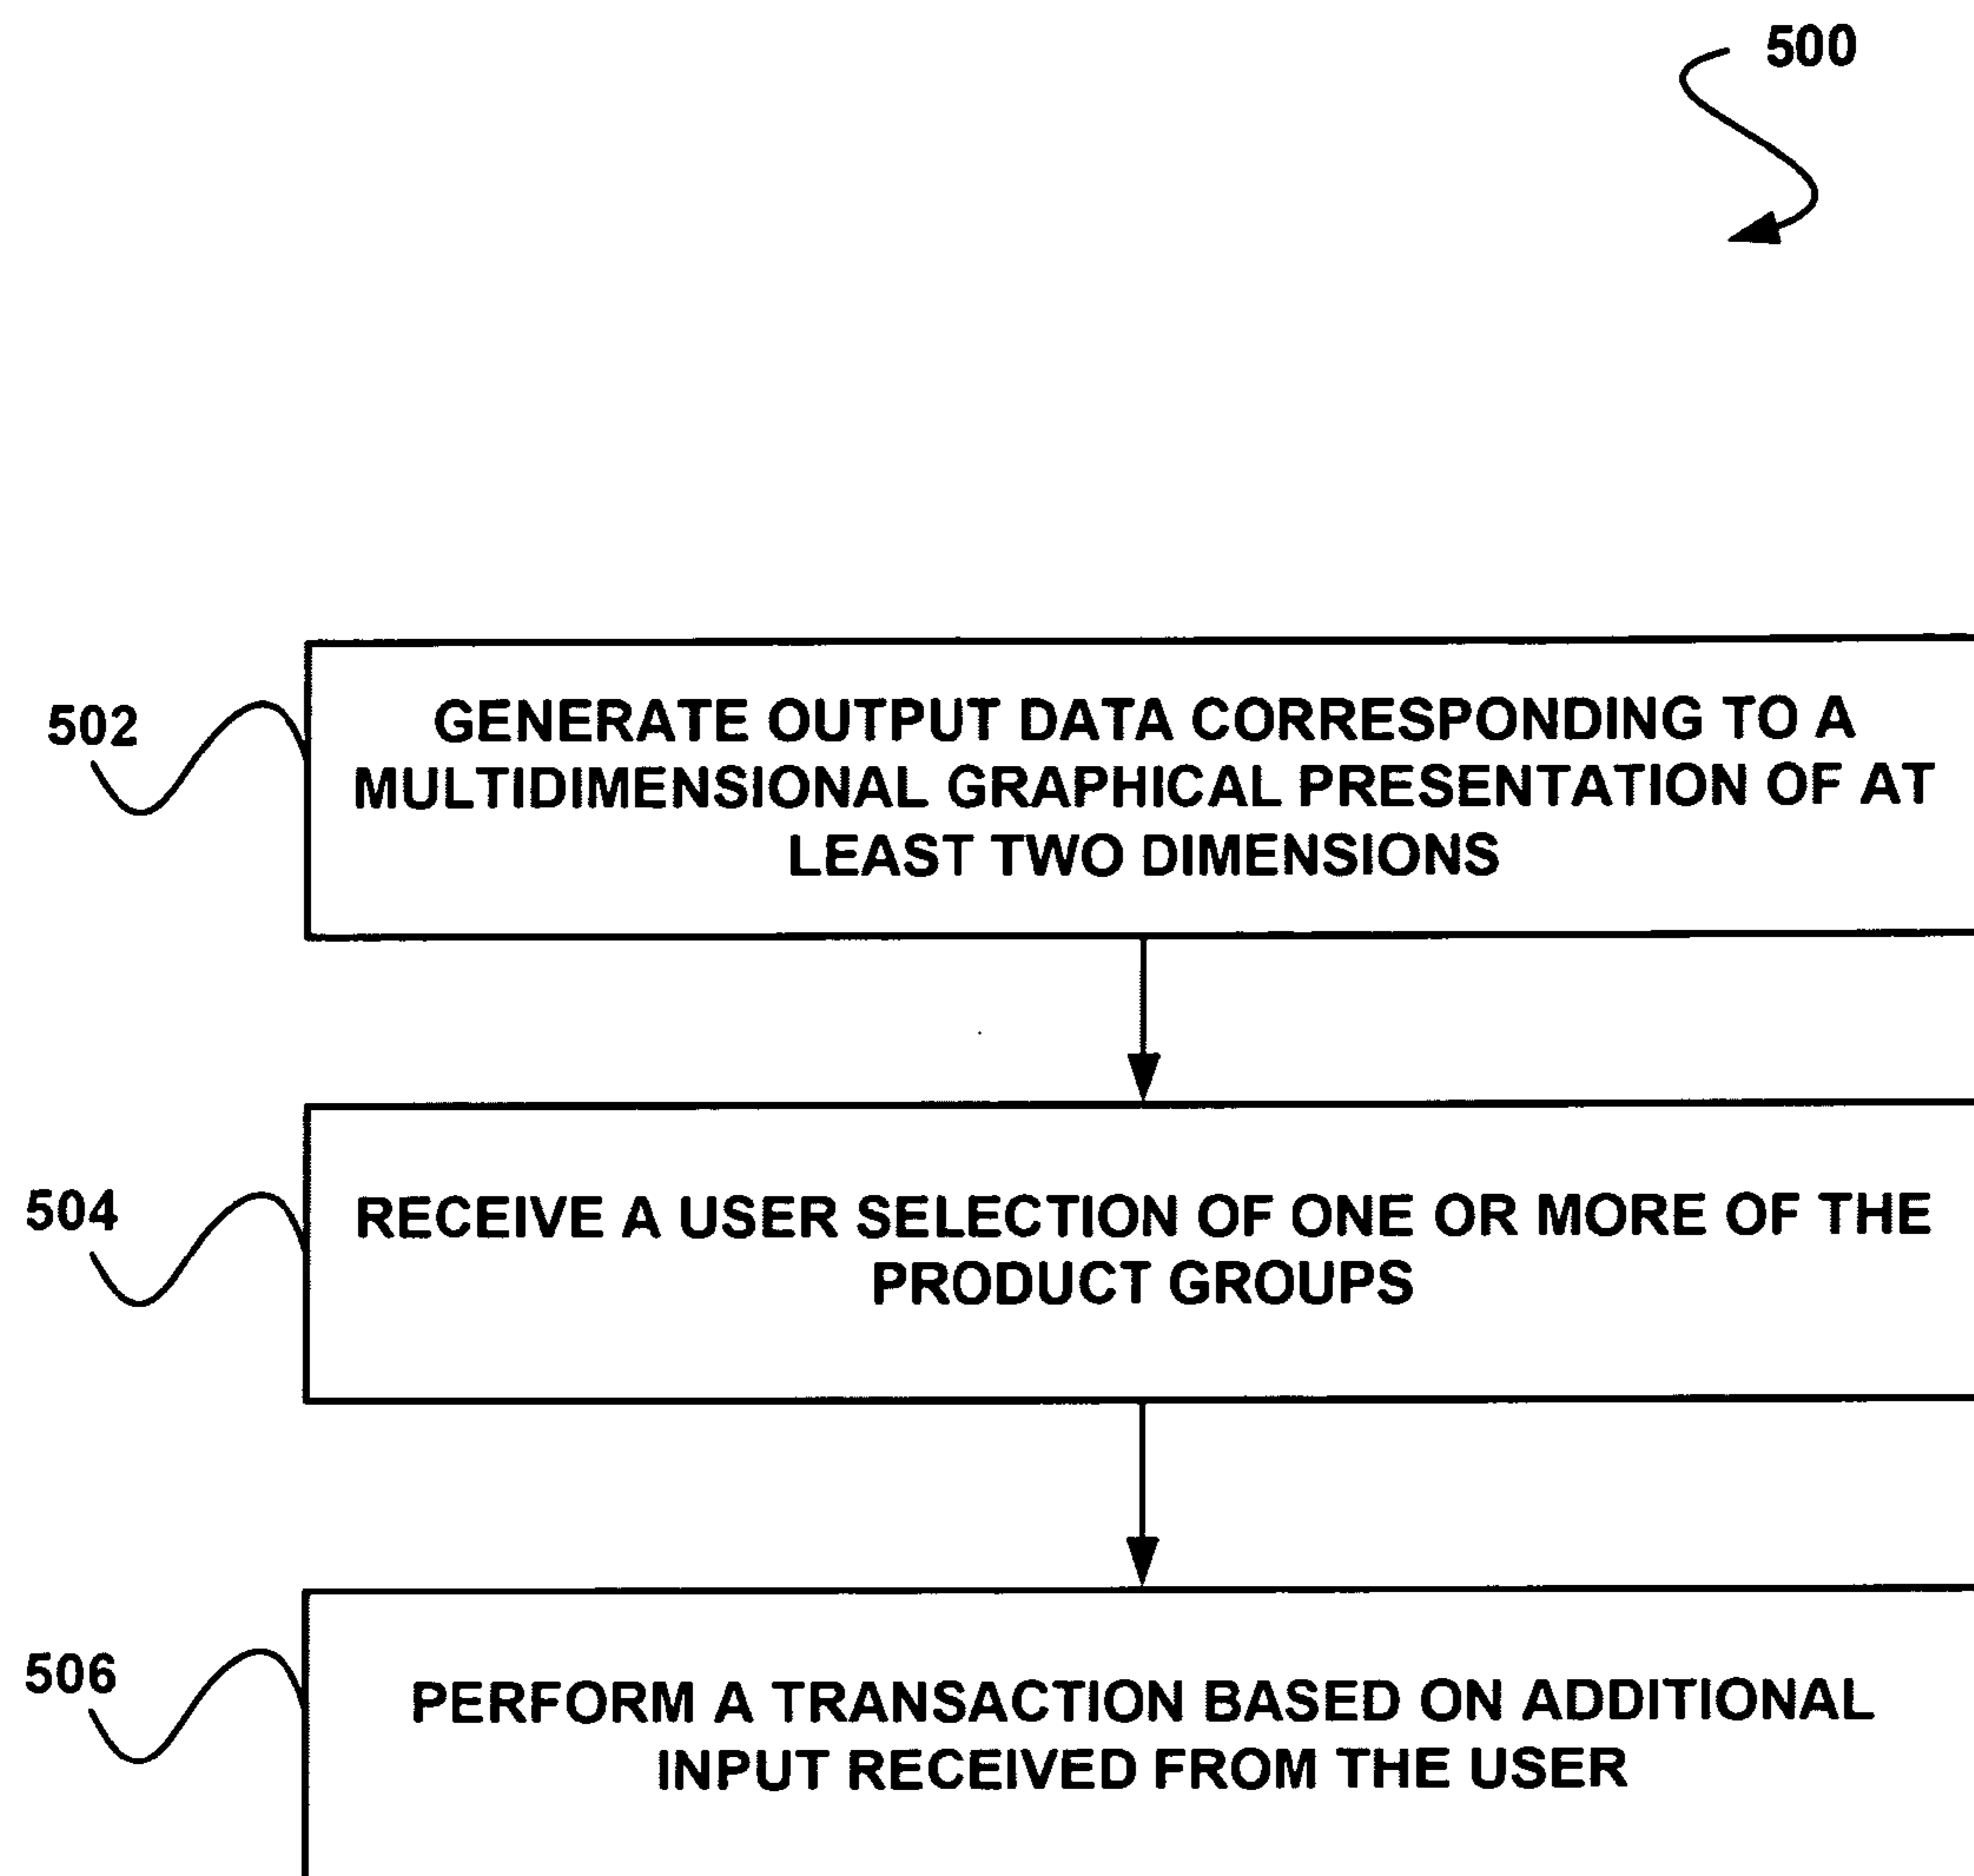 500
502
GENERATE OUTPUT DATA CORRESPONDING TO A
MULTIDIMENSIONAL GRAPHICAL PRESENTATION OF AT
LEAST TWO DIMENSIONS
504
RECEIVE A USER SELECTION OF ONE OR MORE OF THE
PRODUCT GROUPS
506
PERFORM A TRANSACTION BASED ON ADDITIONAL
INPUT RECEIVED FROM THE USER